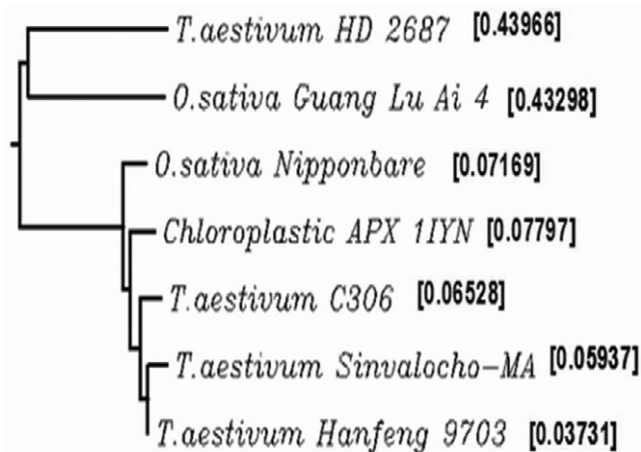 T.aestivum HD 2687 [0.43966]
O.sativa Guang Lu Ai 4 [0.43298]
O.sativa Nipponbare [0.07169]
Chloroplastic APX 1IYN [0.07797]
T.aestivum C306 [0.06528]
T.aestivum Sinvalocho-MA [0.05937]
T.aestivum Hanfeng 9703 [0.03731]